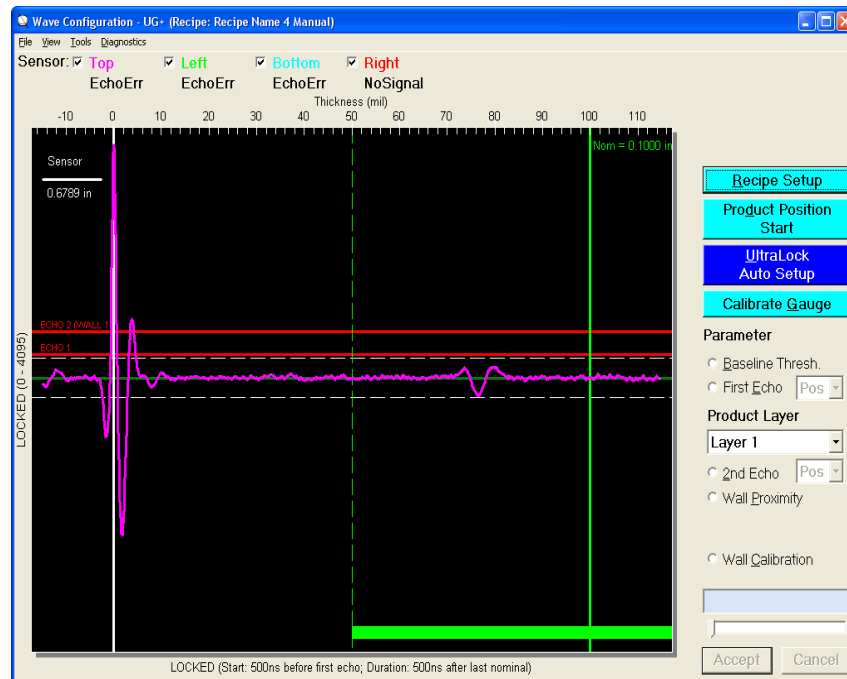 Wave Configuration - UG+ (Recipe: Recipe Name 4 Manual)
File View Tools Diagnostics
Sensor: Top Left Bottom Right
EchoErr EchoErr EchoErr NoSignal
Thickness (mil)
-10 0 10 20 30 40 50 60 70 80 90 100 110
Nom = 0.1000 in
Sensor
0.6789 in
ECHO 2 (WALL 1
ECHO 1
LOCKED (0 - 4095)
LOCKED (Start: 500ns before first echo; Duration: 500ns after last nominal)
Recipe Setup
Product Position
Start
UltraLock
Auto Setup
Calibrate Gauge
Parameter
Baseline Thresh.
First Echo Pos
Product Layer
Layer 1
2nd Echo Pos
Wall Proximity
Wall Calibration
Accept Cancel